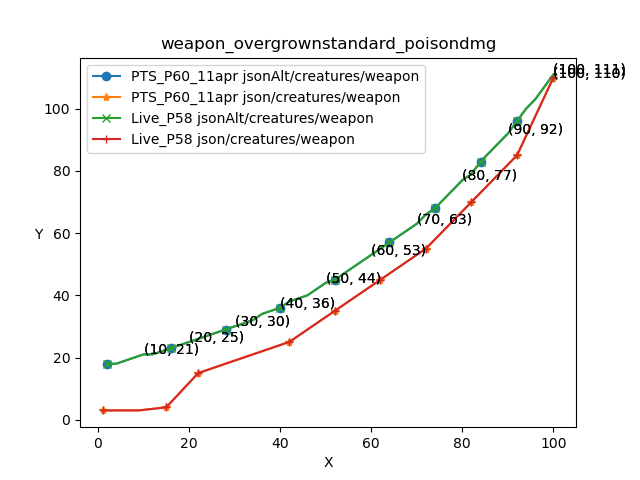 weapon_overgrownstandard_poisondmg
PTS_P60_11apr jsonAlt/creatures/weapon
PTS_P60_11apr json/creatures/weapon
Live_P58 jsonAlt/creatures/weapon
Live_P58 json/creatures/weapon
(100, 111)
(100, 110)
(90, 92)
(80, 77)
(70, 63)
(60, 53)
(50, 44)
(40, 36)
(30, 30)
(20, 25)
(10, 21)
100
80
60
40
20
0
Y
0 20 40 60 80 100
X